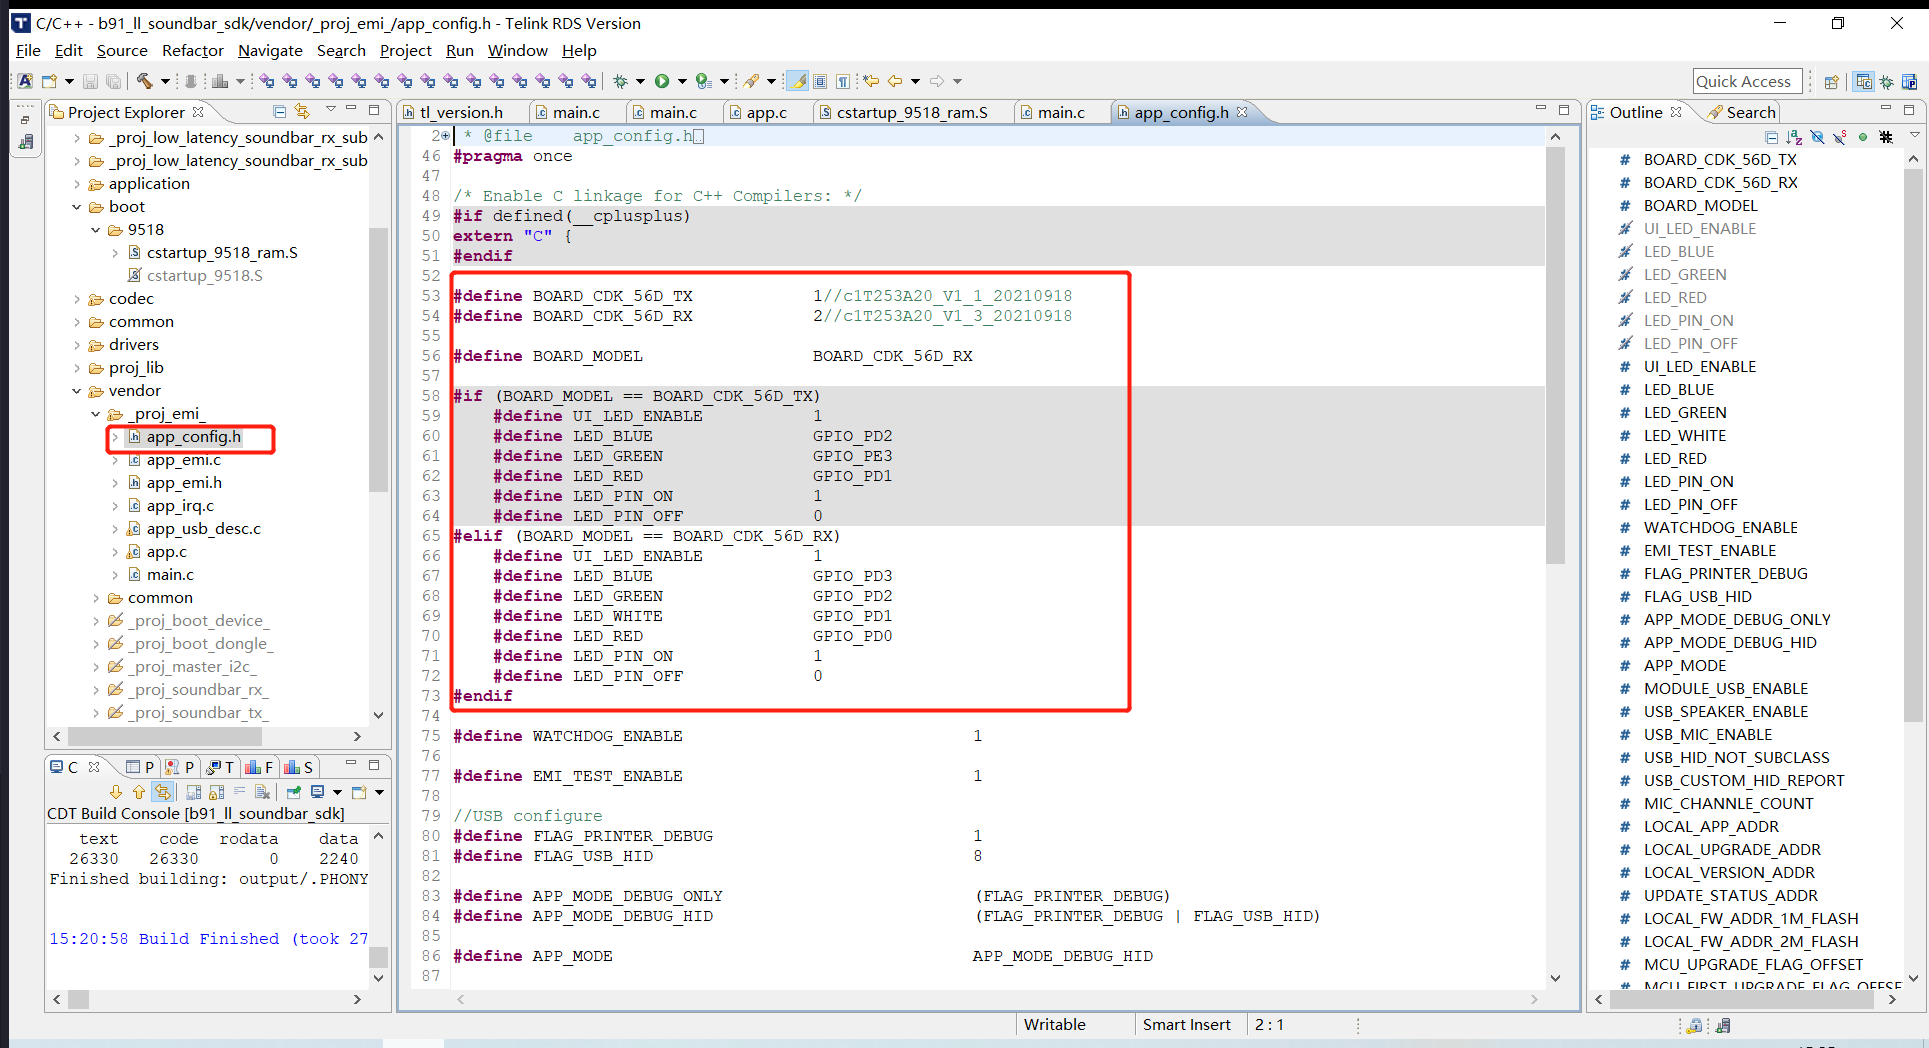 C/C++ - b91_ll_soundbar_sdk/vendor/_proj_emi_/app_config.h - Telink RDS Version
File Edit Source Refactor Navigate Search Project Run Window Help
Quick Access
Project Explorer
_proj_low_latency_soundbar_rx_sub
_proj_low_latency_soundbar_rx_sub
application
boot
9518
cstartup_9518_ram.S
cstartup_9518.S
codec
common
drivers
proj_lib
vendor
_proj_emi_
app_config.h
app_emi.c
app_emi.h
app_irq.c
app_usb_desc.c
app.c
main.c
common
_proj_boot_device_
_proj_boot_dongle_
_proj_master_i2c_
_proj_soundbar_rx_
_proj_soundbar_tx_
C P P T F S
CDT Build Console [b91_ll_soundbar_sdk]
text code rodata data
26330 26330 0 2240
Finished building: output/.PHONY
15:20:58 Build Finished (took 27
tl_version.h main.c main.c app.c cstartup_9518_ram.S main.c app_config.h
2 * @file app_config.h
46 #pragma once
47
48 /* Enable C linkage for C++ Compilers: */
49 #if defined(__cplusplus)
50 extern "C" {
51 #endif
52
53 #define BOARD_CDK_56D_TX 1//c1T253A20_V1_1_20210918
54 #define BOARD_CDK_56D_RX 2//c1T253A20_V1_3_20210918
55
56 #define BOARD_MODEL BOARD_CDK_56D_RX
57
58 #if (BOARD_MODEL == BOARD_CDK_56D_TX)
59 #define UI_LED_ENABLE 1
60 #define LED_BLUE GPIO_PD2
61 #define LED_GREEN GPIO_PE3
62 #define LED_RED GPIO_PD1
63 #define LED_PIN_ON 1
64 #define LED_PIN_OFF 0
65 #elif (BOARD_MODEL == BOARD_CDK_56D_RX)
66 #define UI_LED_ENABLE 1
67 #define LED_BLUE GPIO_PD3
68 #define LED_GREEN GPIO_PD2
69 #define LED_WHITE GPIO_PD1
70 #define LED_RED GPIO_PD0
71 #define LED_PIN_ON 1
72 #define LED_PIN_OFF 0
73 #endif
74
75 #define WATCHDOG_ENABLE 1
76
77 #define EMI_TEST_ENABLE 1
78
79 //USB configure
80 #define FLAG_PRINTER_DEBUG 1
81 #define FLAG_USB_HID 8
82
83 #define APP_MODE_DEBUG_ONLY (FLAG_PRINTER_DEBUG)
84 #define APP_MODE_DEBUG_HID (FLAG_PRINTER_DEBUG | FLAG_USB_HID)
85
86 #define APP_MODE APP_MODE_DEBUG_HID
87
Outline Search
# BOARD_CDK_56D_TX
# BOARD_CDK_56D_RX
# BOARD_MODEL
# UI_LED_ENABLE
# LED_BLUE
# LED_GREEN
# LED_RED
# LED_PIN_ON
# LED_PIN_OFF
# UI_LED_ENABLE
# LED_BLUE
# LED_GREEN
# LED_WHITE
# LED_RED
# LED_PIN_ON
# LED_PIN_OFF
# WATCHDOG_ENABLE
# EMI_TEST_ENABLE
# FLAG_PRINTER_DEBUG
# FLAG_USB_HID
# APP_MODE_DEBUG_ONLY
# APP_MODE_DEBUG_HID
# APP_MODE
# MODULE_USB_ENABLE
# USB_SPEAKER_ENABLE
# USB_MIC_ENABLE
# USB_HID_NOT_SUBCLASS
# USB_CUSTOM_HID_REPORT
# MIC_CHANNLE_COUNT
# LOCAL_APP_ADDR
# LOCAL_UPGRADE_ADDR
# LOCAL_VERSION_ADDR
# UPDATE_STATUS_ADDR
# LOCAL_FW_ADDR_1M_FLASH
# LOCAL_FW_ADDR_2M_FLASH
# MCU_UPGRADE_FLAG_OFFSET
# MCU_FIRST_UPGRADE_FLAG_OFFSE
Writable Smart Insert 2 : 1